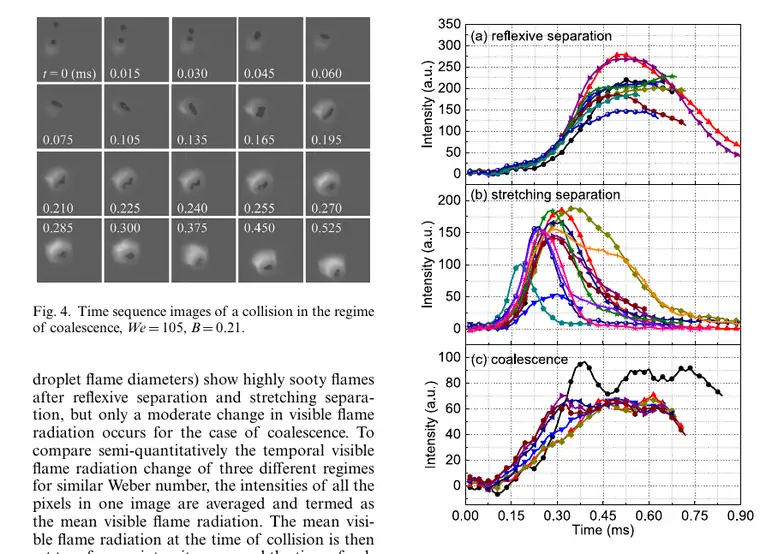 t = 0 (ms) 0.015 0.030 0.045 0.060
0.075 0.105 0.135 0.165 0.195
0.210 0.225 0.240 0.255 0.270
0.285 0.300 0.375 0.450 0.525
Fig. 4. Time sequence images of a collision in the regime
of coalescence, We = 105, B = 0.21.
droplet flame diameters) show highly sooty flames
after reflexive separation and stretching separa-
tion, but only a moderate change in visible flame
radiation occurs for the case of coalescence. To
compare semi-quantitatively the temporal visible
flame radiation change of three different regimes
for similar Weber number, the intensities of all the
pixels in one image are averaged and termed as
the mean visible flame radiation. The mean visi-
ble flame radiation at the time of collision is then
(a) reflexive separation
Intensity (a.u.)
350
300
250
200
150
100
50
0
(b) stretching separation
Intensity (a.u.)
200
150
100
50
0
(c) coalescence
Intensity (a.u.)
100
80
60
40
20
0
0.00 0.15 0.30 0.45 0.60 0.75 0.90
Time (ms)